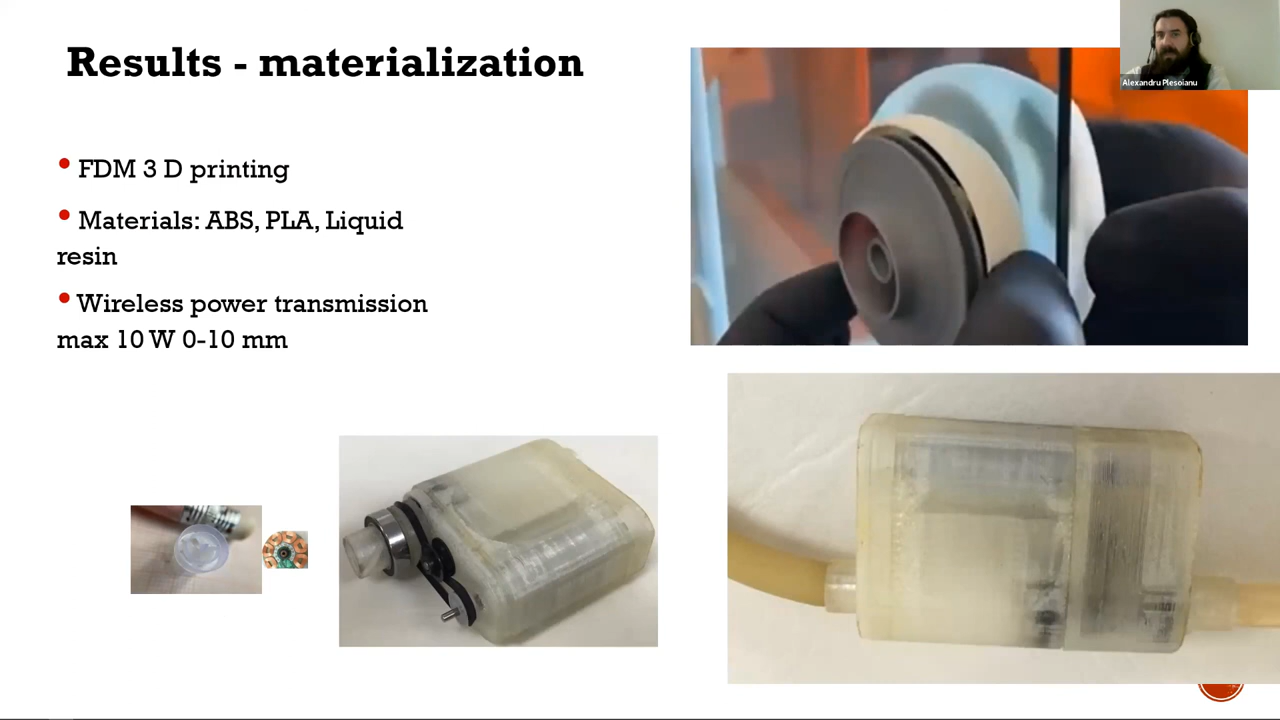 Results - materialization
• FDM 3 D printing
• Materials: ABS, PLA, Liquid
resin
• Wireless power transmission
max 10 W 0-10 mm
Alexandru Plesoianu